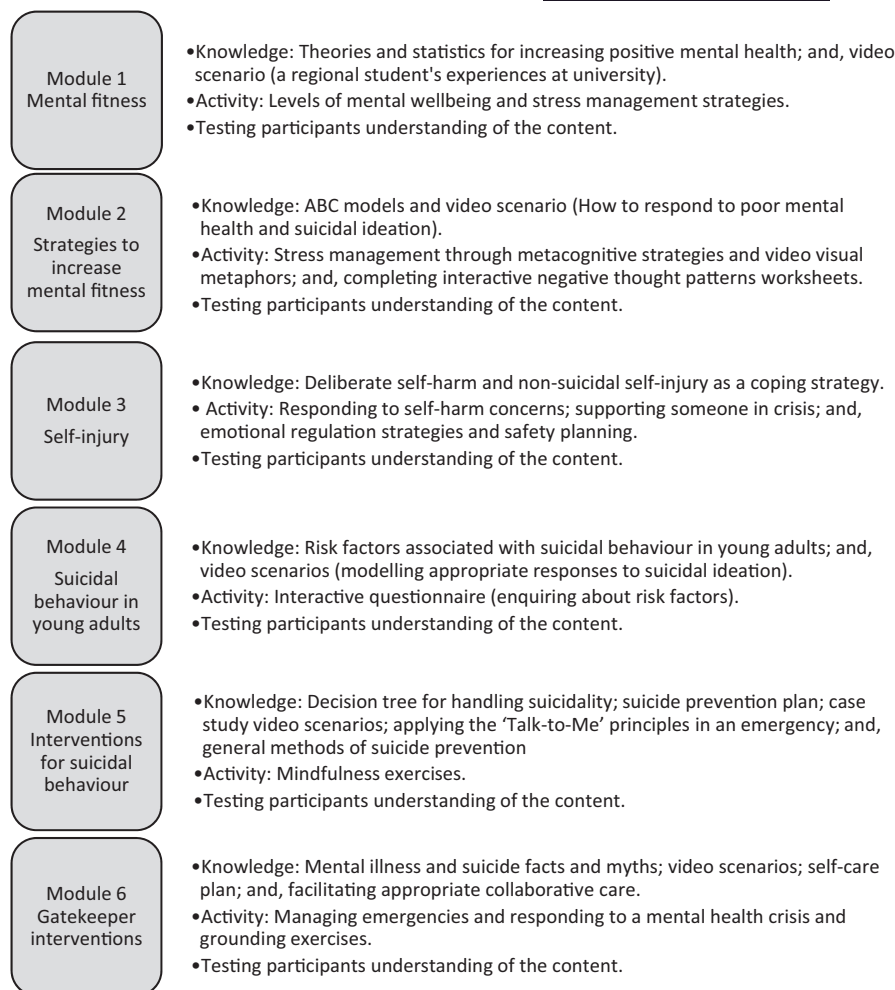 Module 1
Mental fitness
•Knowledge: Theories and statistics for increasing positive mental health; and, video
scenario (a regional student's experiences at university).
•Activity: Levels of mental wellbeing and stress management strategies.
•Testing participants understanding of the content.
Module 2
Strategies to
increase
mental fitness
•Knowledge: ABC models and video scenario (How to respond to poor mental
health and suicidal ideation).
•Activity: Stress management through metacognitive strategies and video visual
metaphors; and, completing interactive negative thought patterns worksheets.
•Testing participants understanding of the content.
Module 3
Self-injury
•Knowledge: Deliberate self-harm and non-suicidal self-injury as a coping strategy.
• Activity: Responding to self-harm concerns; supporting someone in crisis; and,
emotional regulation strategies and safety planning.
•Testing participants understanding of the content.
Module 4
Suicidal
behaviour in
young adults
•Knowledge: Risk factors associated with suicidal behaviour in young adults; and,
video scenarios (modelling appropriate responses to suicidal ideation).
•Activity: Interactive questionnaire (enquiring about risk factors).
•Testing participants understanding of the content.
Module 5
Interventions
for suicidal
behaviour
•Knowledge: Decision tree for handling suicidality; suicide prevention plan; case
study video scenarios; applying the ‘Talk-to-Me’ principles in an emergency; and,
general methods of suicide prevention
•Activity: Mindfulness exercises.
•Testing participants understanding of the content.
Module 6
Gatekeeper
interventions
•Knowledge: Mental illness and suicide facts and myths; video scenarios; self-care
plan; and, facilitating appropriate collaborative care.
•Activity: Managing emergencies and responding to a mental health crisis and
grounding exercises.
•Testing participants understanding of the content.